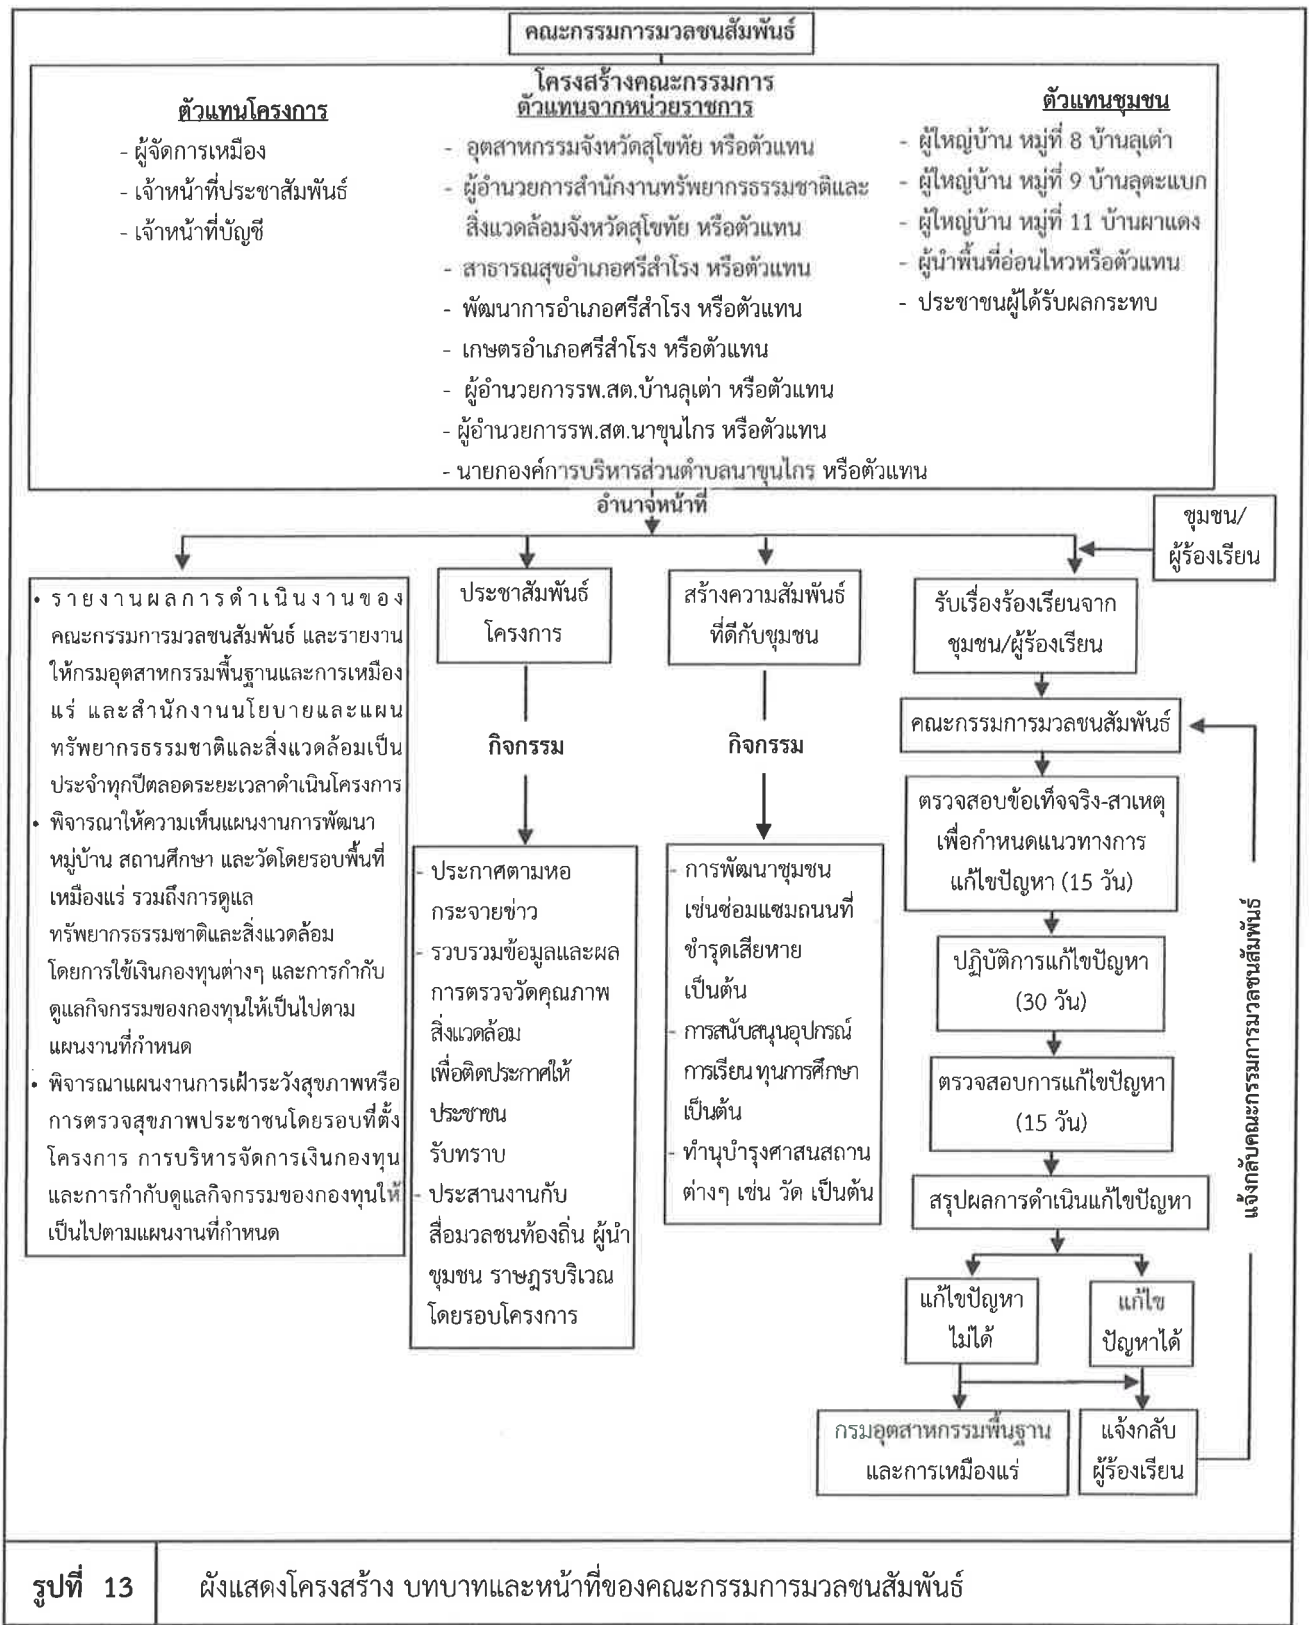 คณะกรรมการมวลชนสัมพันธ์
โครงสร้างคณะกรรมการ
ตัวแทนโครงการ
- ผู้จัดการเหมือง
- เจ้าหน้าที่ประชาสัมพันธ์
- เจ้าหน้าที่บัญชี
ตัวแทนจากหน่วยราชการ
- อุตสาหกรรมจังหวัดสุโขทัย หรือตัวแทน
- ผู้อำนวยการสำนักงานทรัพยากรธรรมชาติและ
สิ่งแวดล้อมจังหวัดสุโขทัย หรือตัวแทน
- สาธารณสุขอำเภอศรีสำโรง หรือตัวแทน
- พัฒนาการอำเภอศรีสำโรง หรือตัวแทน
- เกษตรอำเภอศรีสำโรง หรือตัวแทน
- ผู้อำนวยการรพ.สต.บ้านลุเต่า หรือตัวแทน
- ผู้อำนวยการรพ.สต.นาขุนไกร หรือตัวแทน
- นายกองค์การบริหารส่วนตำบลนาขุนไกร หรือตัวแทน
ตัวแทนชุมชน
- ผู้ใหญ่บ้าน หมู่ที่ 8 บ้านลุเต่า
- ผู้ใหญ่บ้าน หมู่ที่ 9 บ้านลุตะแบก
- ผู้ใหญ่บ้าน หมู่ที่ 11 บ้านผาแดง
- ผู้นำพื้นที่อ่อนไหวหรือตัวแทน
- ประชาชนผู้ได้รับผลกระทบ
อำนาจหน้าที่
ชุมชน/
ผู้ร้องเรียน
• รายงานผลการดำเนินงานของ
คณะกรรมการมวลชนสัมพันธ์ และรายงาน
ให้กรมอุตสาหกรรมพื้นฐานและการเหมือง
แร่ และสำนักงานนโยบายและแผน
ทรัพยากรธรรมชาติและสิ่งแวดล้อมเป็น
ประจำทุกปีตลอดระยะเวลาดำเนินโครงการ
• พิจารณาให้ความเห็นแผนงานการพัฒนา
หมู่บ้าน สถานศึกษา และวัดโดยรอบพื้นที่
เหมืองแร่ รวมถึงการดูแล
ทรัพยากรธรรมชาติและสิ่งแวดล้อม
โดยการใช้เงินกองทุนต่างๆ และการกำกับ
ดูแลกิจกรรมของกองทุนให้เป็นไปตาม
แผนงานที่กำหนด
• พิจารณาแผนงานการเฝ้าระวังสุขภาพหรือ
การตรวจสุขภาพประชาชนโดยรอบที่ตั้ง
โครงการ การบริหารจัดการเงินกองทุน
และการกำกับดูแลกิจกรรมของกองทุนให้
เป็นไปตามแผนงานที่กำหนด
ประชาสัมพันธ์
โครงการ
กิจกรรม
- ประกาศตามหอ
กระจายข่าว
- รวบรวมข้อมูลและผล
การตรวจวัดคุณภาพ
สิ่งแวดล้อม
เพื่อติดประกาศให้
ประชาชน
รับทราบ
- ประสานงานกับ
สื่อมวลชนท้องถิ่น ผู้นำ
ชุมชน ราษฎรบริเวณ
โดยรอบโครงการ
สร้างความสัมพันธ์
ที่ดีกับชุมชน
กิจกรรม
- การพัฒนาชุมชน
เช่นซ่อมแซมถนนที่
ชำรุดเสียหาย
เป็นต้น
- การสนับสนุนอุปกรณ์
การเรียน ทุนการศึกษา
เป็นต้น
- ทำนุบำรุงศาสนสถาน
ต่างๆ เช่น วัด เป็นต้น
รับเรื่องร้องเรียนจาก
ชุมชน/ผู้ร้องเรียน
คณะกรรมการมวลชนสัมพันธ์
ตรวจสอบข้อเท็จจริง-สาเหตุ
เพื่อกำหนดแนวทางการ
แก้ไขปัญหา (15 วัน)
ปฏิบัติการแก้ไขปัญหา
(30 วัน)
ตรวจสอบการแก้ไขปัญหา
(15 วัน)
สรุปผลการดำเนินแก้ไขปัญหา
แก้ไขปัญหา
ไม่ได้
แก้ไข
ปัญหาได้
กรมอุตสาหกรรมพื้นฐาน
และการเหมืองแร่
แจ้งกลับ
ผู้ร้องเรียน
แจ้งกลับคณะกรรมการมวลชนสัมพันธ์
รูปที่ 13
ผังแสดงโครงสร้าง บทบาทและหน้าที่ของคณะกรรมการมวลชนสัมพันธ์